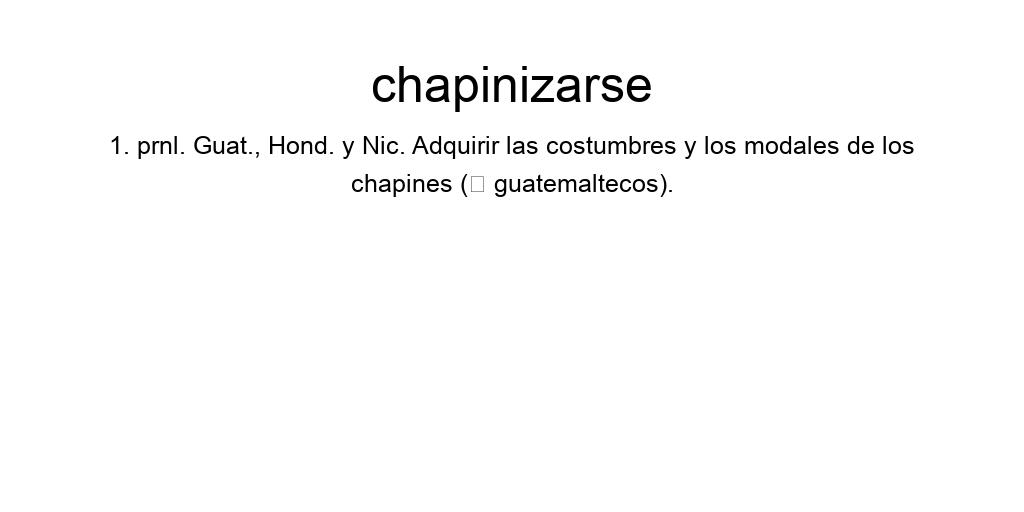 chapinizarse
1. prnl. Guat., Hond. y Nic. Adquirir las costumbres y los modales de los
chapines (□ guatemaltecos).